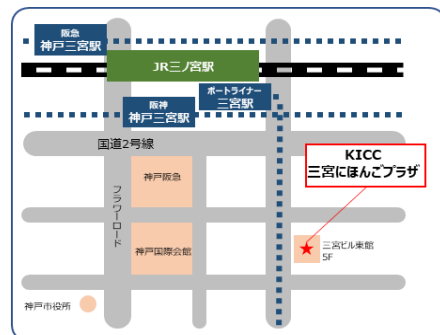 阪急
神戸三宮駅
JR三ノ宮駅
ポートライナー
三宮駅
阪神
神戸三宮駅
国道2号線
フラワーロード
神戸阪急
KICC
三宮にほんごプラザ
神戸国際会館
三宮ビル東館
5F
神戸市役所